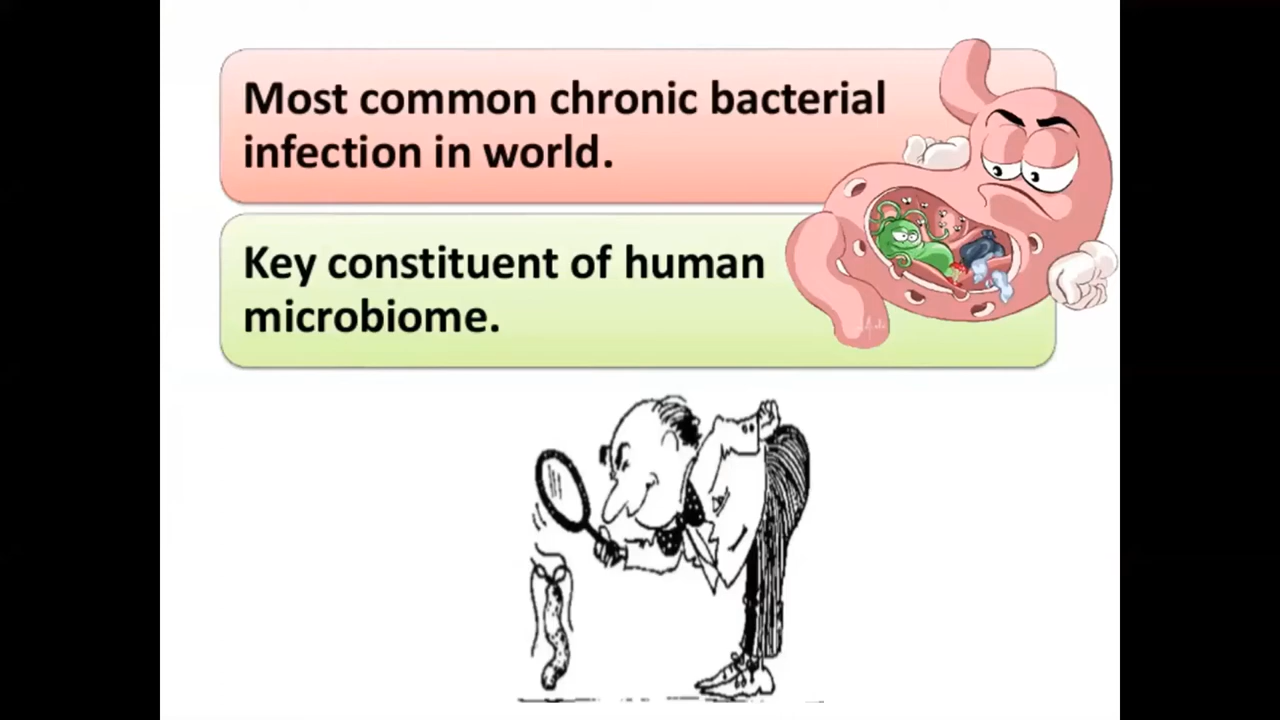 Most common chronic bacterial
infection in world.
Key constituent of human
microbiome.